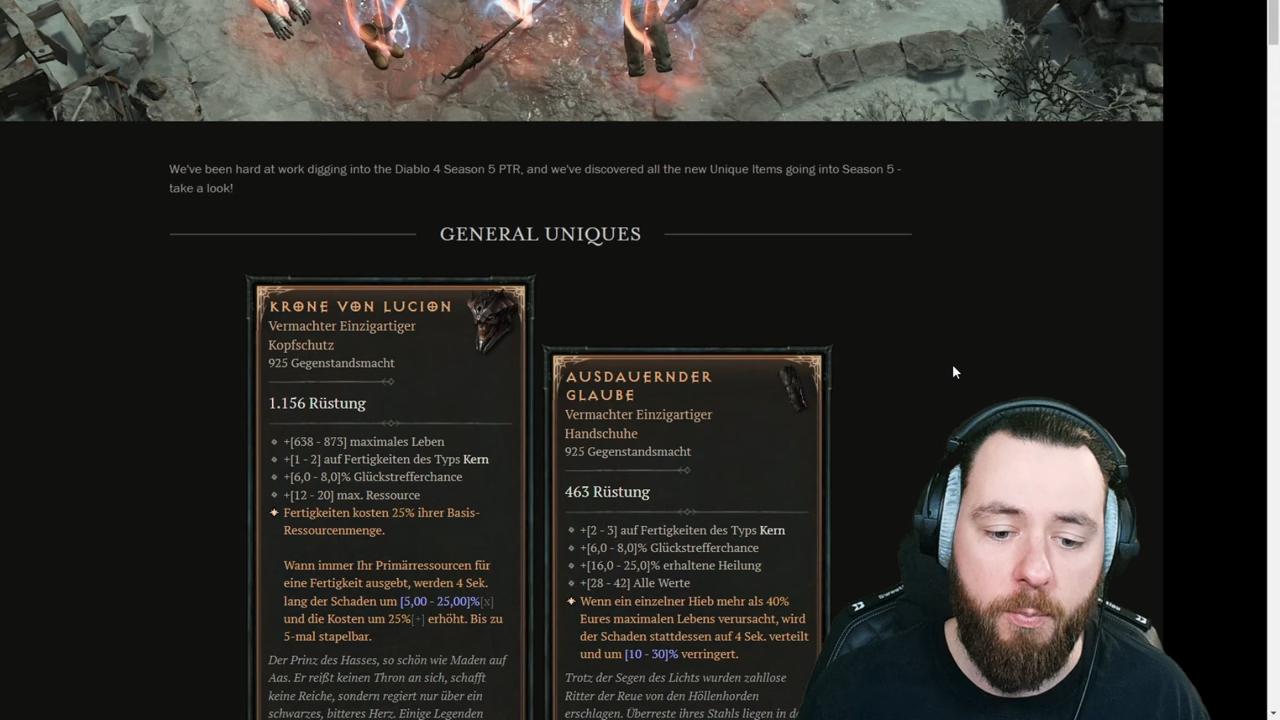 We've been hard at work digging into the Diablo 4 Season 5 PTR, and we've discovered all the new Unique Items going into Season 5 -
take a look!
GENERAL UNIQUES
KRONE VON LUCION
Vermachter Einzigartiger
Kopfschutz
925 Gegenstandsmacht
1.156 Rüstung
+[638 - 873] maximales Leben
+[1 - 2] auf Fertigkeiten des Typs Kern
+[6,0 - 8,0]% Glückstrefferchance
+[12 - 20] max. Ressource
Fertigkeiten kosten 25% ihrer Basis-
Ressourcenmenge.
Wann immer Ihr Primärressourcen für
eine Fertigkeit ausgebt, werden 4 Sek.
lang der Schaden um [5,00 - 25,00]%[x]
und die Kosten um 25%[+] erhöht. Bis zu
5-mal stapelbar.
Der Prinz des Hasses, so schön wie Maden auf
Aas. Er reißt keinen Thron an sich, schafft
keine Reiche, sondern regiert nur über ein
schwarzes, bitteres Herz. Einige Legenden
AUSDAUERNDER
GLAUBE
Vermachter Einzigartiger
Handschuhe
925 Gegenstandsmacht
463 Rüstung
+[2 - 3] auf Fertigkeiten des Typs Kern
+[6,0 - 8,0]% Glückstrefferchance
+[16,0 - 25,0]% erhaltene Heilung
+[28 - 42] Alle Werte
Wenn ein einzelner Hieb mehr als 40%
Eures maximalen Lebens verursacht, wird
der Schaden stattdessen auf 4 Sek. verteilt
und um [10 - 30]% verringert.
Trotz der Segen des Lichts wurden zahllose
Ritter der Reue von den Höllenhorden
erschlagen. Überreste ihres Stahls liegen in